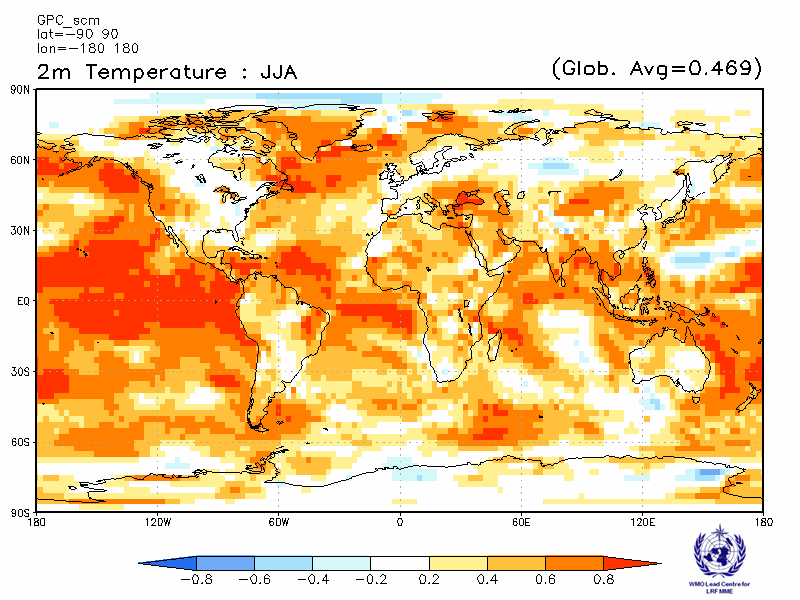 GPC_scm
lat=-90 90
lon=-180 180
2m Temperature : JJA
(Glob. Avg=0.469)
90N
60N
30N
EQ
30S
60S
90S
180 120W 60W 0 60E 120E 180
-0.8 -0.6 -0.4 -0.2 0.2 0.4 0.6 0.8
WMO Lead Centre for
LRF MME